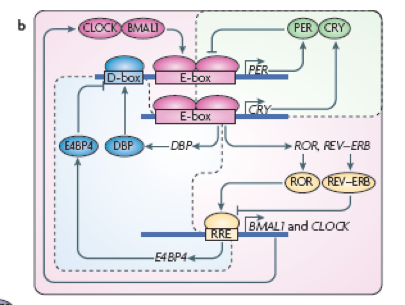 b
CLOCK BMAL1 PER CRY
D-box E-box PER
E-box CRY
E4BP4 DBP DBP ROR, REV–ERB
ROR REV–ERB
RRE BMAL1 and CLOCK
E4BP4